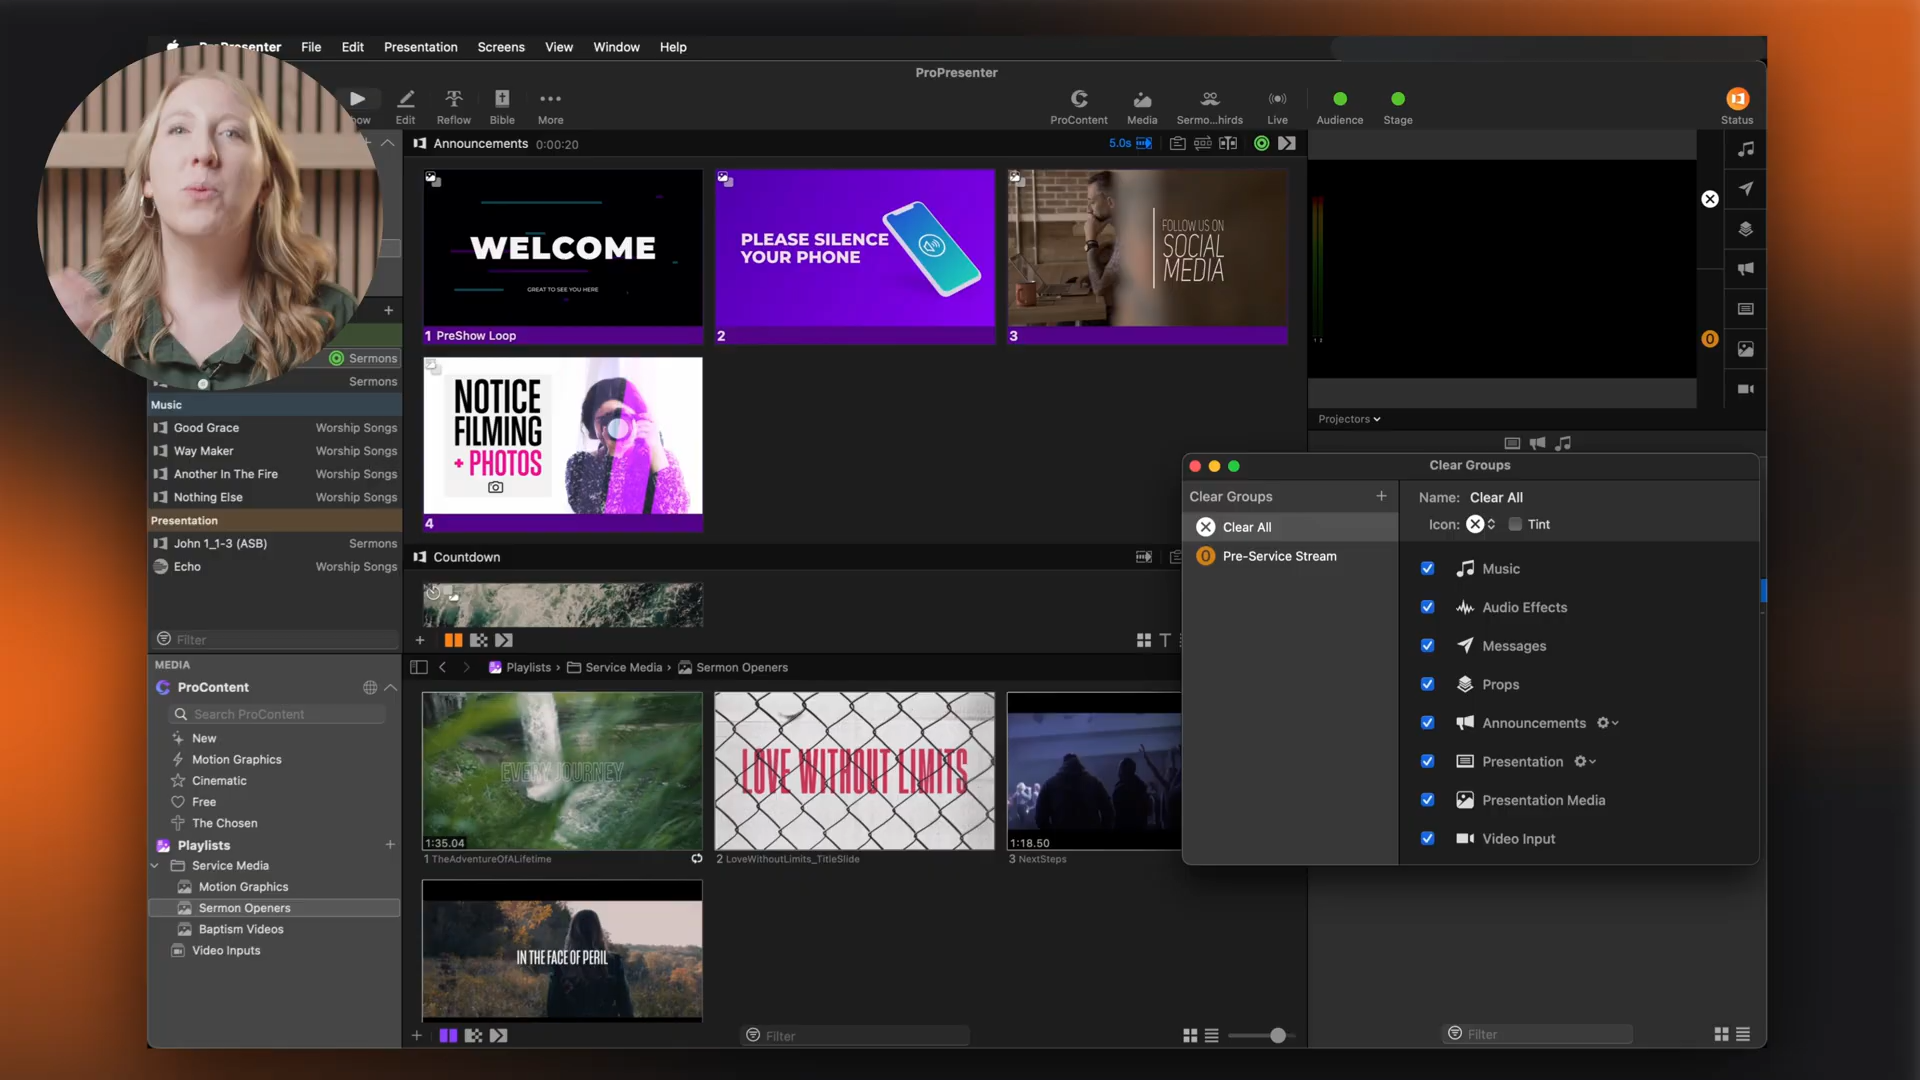 ProPresenter File Edit Presentation Screens View Window Help
ProPresenter
Edit Reflow Bible More
ProContent Media Sermo...hirds Live Audience Stage Status
Announcements 0:00:20
5.0s
WELCOME
GREAT TO SEE YOU HERE
1 PreShow Loop
PLEASE SILENCE
YOUR PHONE
2
FOLLOW US ON
SOCIAL
MEDIA
3
NOTICE
FILMING
+ PHOTOS
4
Sermons
Sermons
Music
Good Grace Worship Songs
Way Maker Worship Songs
Another In The Fire Worship Songs
Nothing Else Worship Songs
Presentation
John 1_1-3 (ASB) Sermons
Echo Worship Songs
Filter
Countdown
Projectors
Clear Groups
Clear Groups
Clear All
Pre-Service Stream
Name: Clear All
Icon: Tint
Music
Audio Effects
Messages
Props
Announcements
Presentation
Presentation Media
Video Input
MEDIA
ProContent
Search ProContent
New
Motion Graphics
Cinematic
Free
The Chosen
Playlists
Service Media
Motion Graphics
Sermon Openers
Baptism Videos
Video Inputs
Playlists › Service Media › Sermon Openers
EVERY JOURNEY
1:35.04
1 TheAdventureOfALifetime
LOVE WITHOUT LIMITS
2 LoveWithoutLimits_TitleSlide
1:18.50
3 NextSteps
IN THE FACE OF PERIL
Filter
Filter